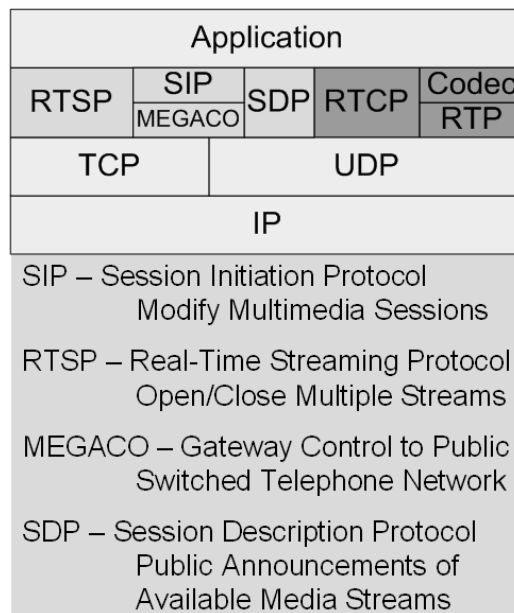 Application
RTSP
SIP
MEGACO
SDP
RTCP
Codec
RTP
TCP
UDP
IP
SIP – Session Initiation Protocol
Modify Multimedia Sessions
RTSP – Real-Time Streaming Protocol
Open/Close Multiple Streams
MEGACO – Gateway Control to Public
Switched Telephone Network
SDP – Session Description Protocol
Public Announcements of
Available Media Streams